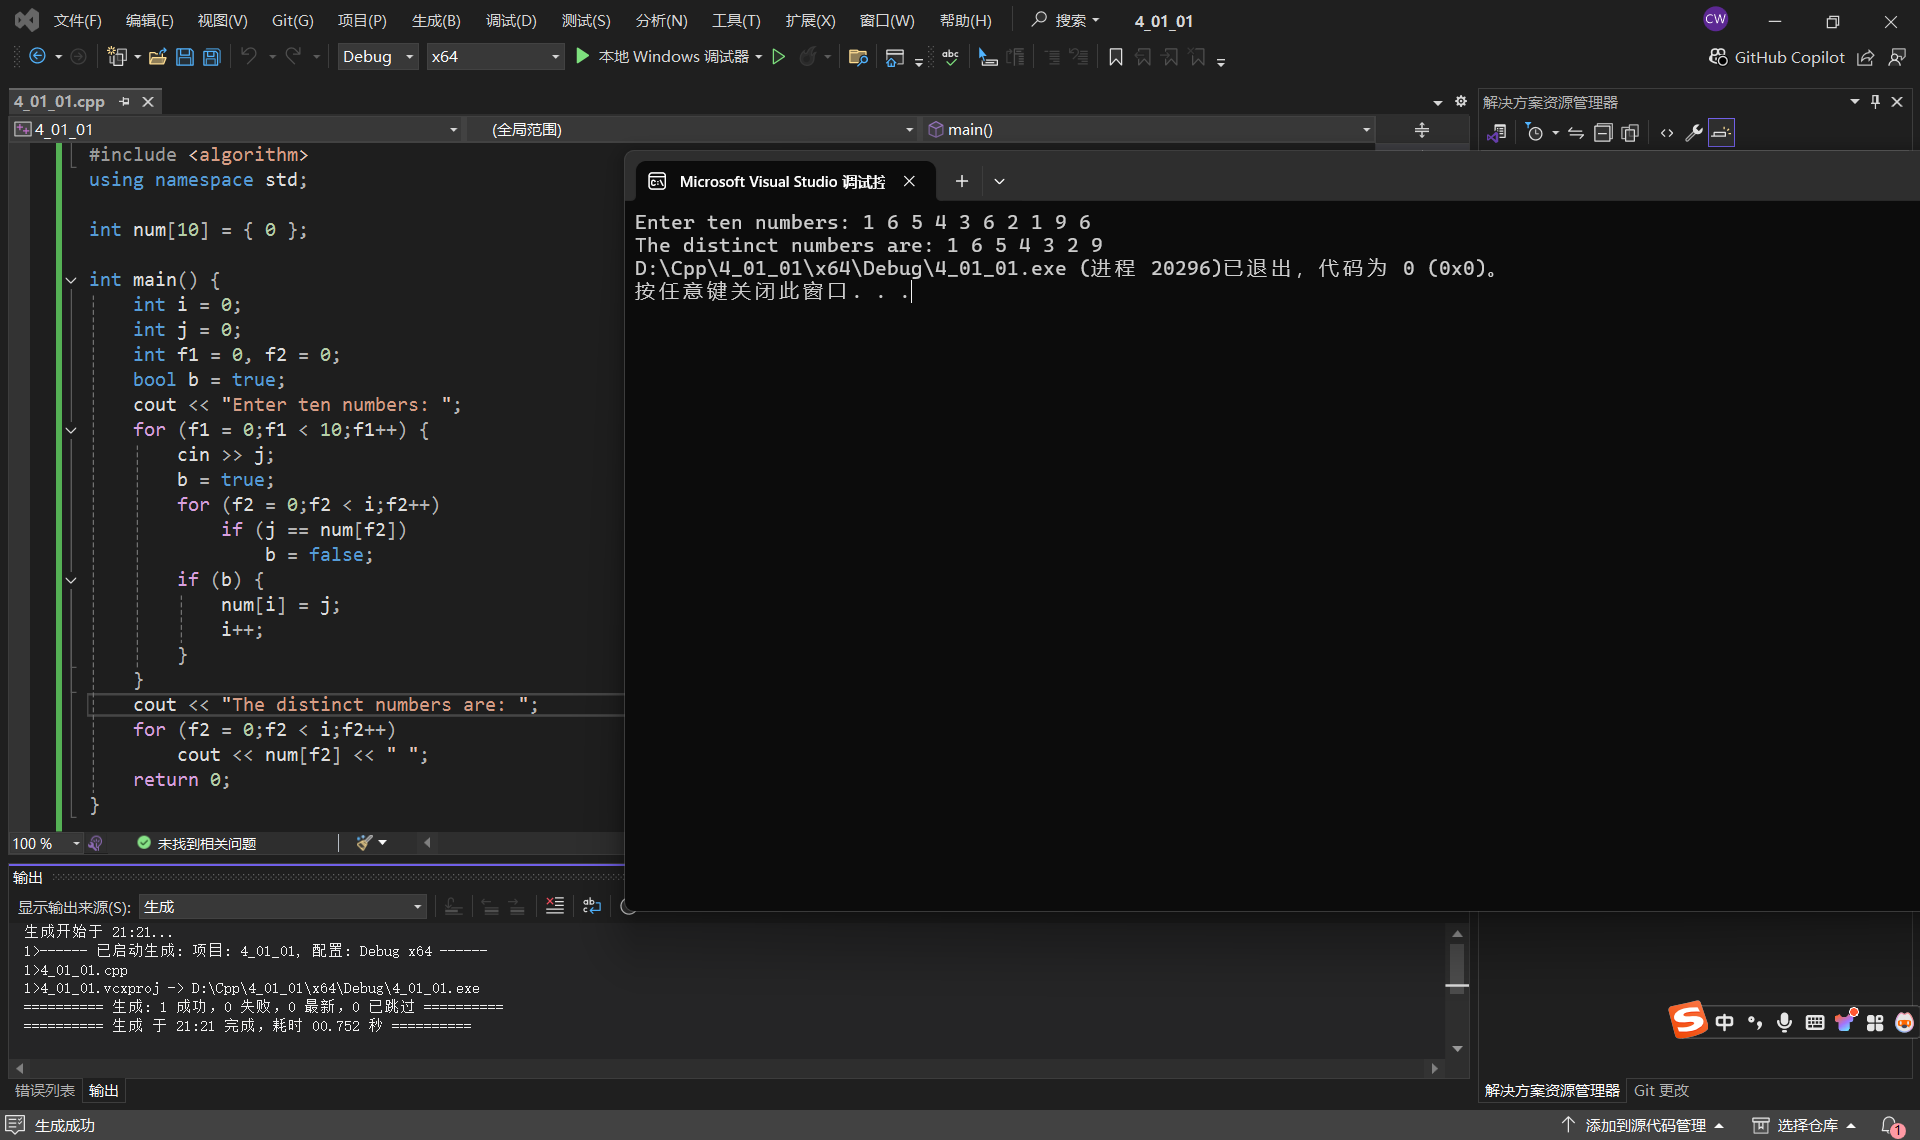 文件(F) 编辑(E) 视图(V) Git(G) 项目(P) 生成(B) 调试(D) 测试(S) 分析(N) 工具(T) 扩展(X) 窗口(W) 帮助(H) 搜索 4_01_01 CW
Debug x64 本地 Windows 调试器 abc GitHub Copilot
4_01_01.cpp
4_01_01 (全局范围) main()
#include <algorithm>
using namespace std;
int num[10] = { 0 };
int main() {
int i = 0;
int j = 0;
int f1 = 0, f2 = 0;
bool b = true;
cout << "Enter ten numbers: ";
for (f1 = 0;f1 < 10;f1++) {
cin >> j;
b = true;
for (f2 = 0;f2 < i;f2++)
if (j == num[f2])
b = false;
if (b) {
num[i] = j;
i++;
}
}
cout << "The distinct numbers are: ";
for (f2 = 0;f2 < i;f2++)
cout << num[f2] << " ";
return 0;
}
100 % 未找到相关问题
Microsoft Visual Studio 调试控
Enter ten numbers: 1 6 5 4 3 6 2 1 9 6
The distinct numbers are: 1 6 5 4 3 2 9
D:\Cpp\4_01_01\x64\Debug\4_01_01.exe (进程 20296)已退出，代码为 0 (0x0)。
按任意键关闭此窗口. . .
解决方案资源管理器
输出
显示输出来源(S): 生成
生成开始于 21:21...
1>------ 已启动生成: 项目: 4_01_01, 配置: Debug x64 ------
1>4_01_01.cpp
1>4_01_01.vcxproj -> D:\Cpp\4_01_01\x64\Debug\4_01_01.exe
========== 生成: 1 成功，0 失败，0 最新，0 已跳过 ==========
========== 生成 于 21:21 完成，耗时 00.752 秒 ==========
错误列表 输出
中
解决方案资源管理器 Git 更改
生成成功 添加到源代码管理 选择仓库 1